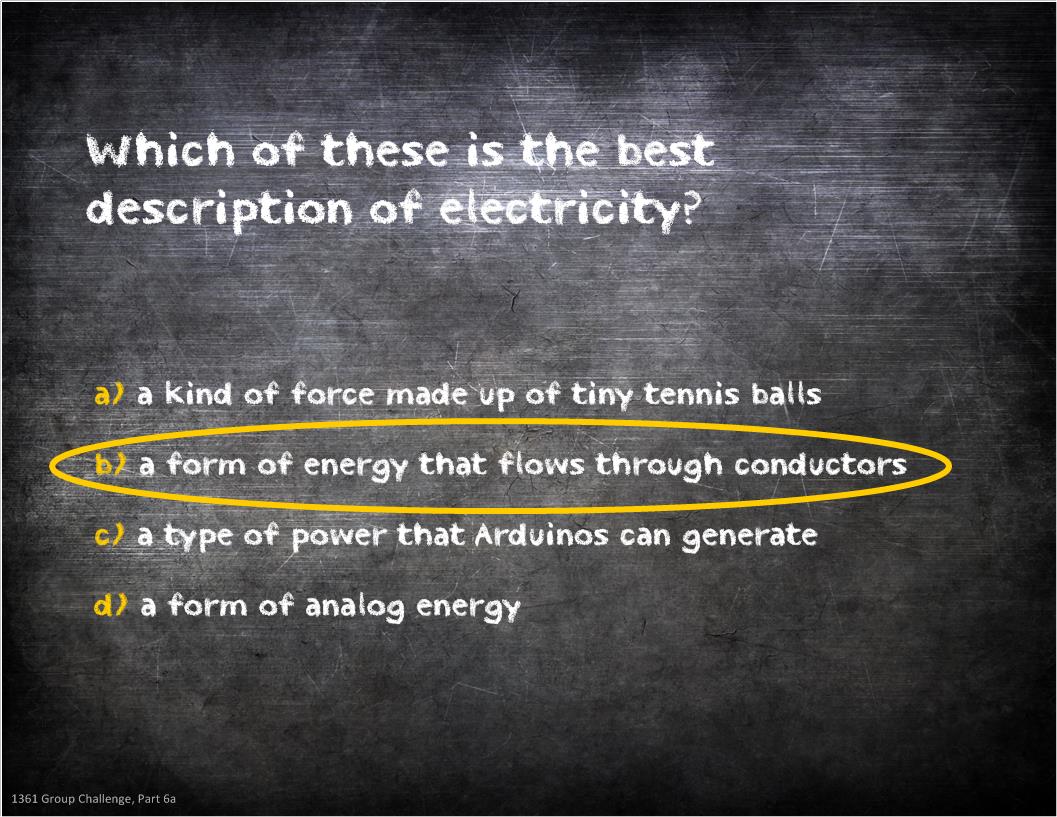 Which of these is the best
description of electricity?
a) a kind of force made up of tiny tennis balls
b) a form of energy that flows through conductors
c) a type of power that Arduinos can generate
d) a form of analog energy
1361 Group Challenge, Part 6a